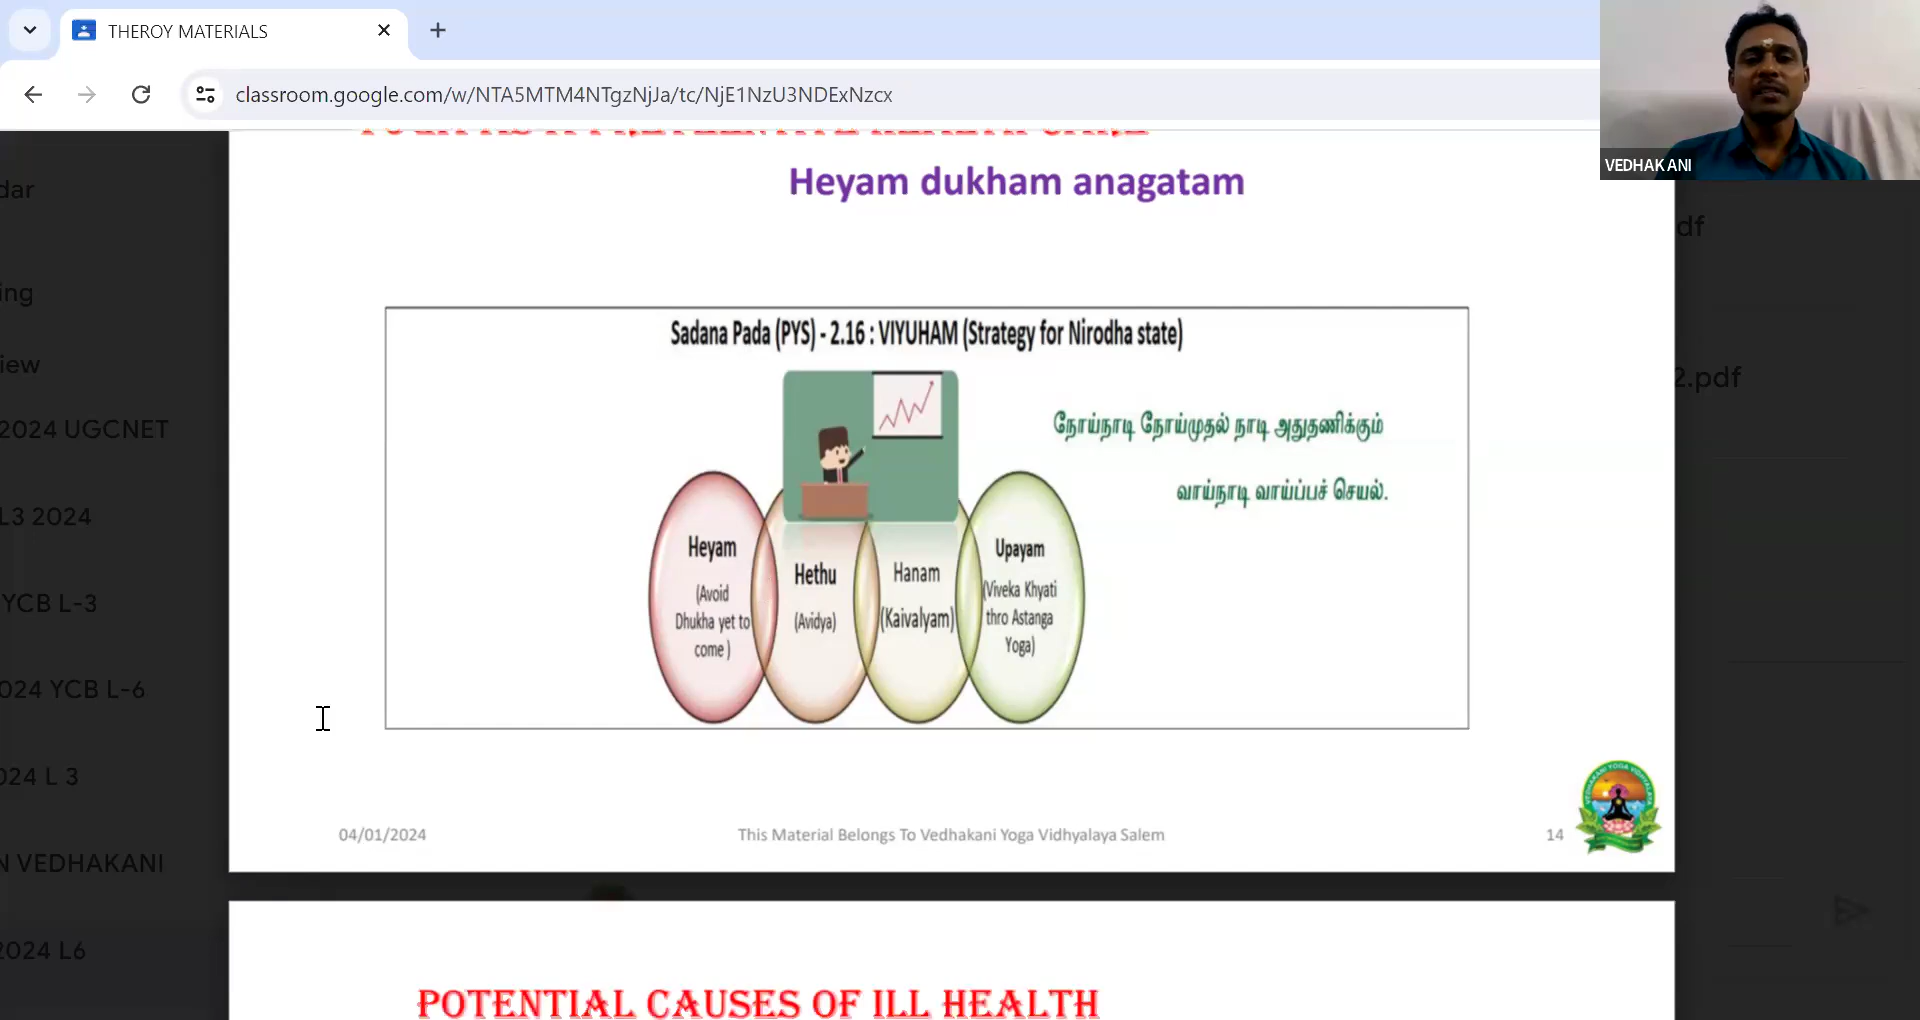 THEROY MATERIALS
classroom.google.com/w/NTA5MTM4NTgzNjJa/tc/NjE1NzU3NDExNzcx
VEDHAKANI
Heyam dukham anagatam
Sadana Pada (PYS) - 2.16 : VIYUHAM (Strategy for Nirodha state)
நோய்நாடி நோய்முதல் நாடி அதுதணிக்கும்
வாய்நாடி வாய்ப்பச் செயல்.
Heyam
(Avoid
Dhukha yet to
come )
Hethu
(Avidya)
Hanam
(Kaivalyam)
Upayam
(Viveka Khyati
thro Astanga
Yoga)
04/01/2024
This Material Belongs To Vedhakani Yoga Vidhyalaya Salem
14
POTENTIAL CAUSES OF ILL HEALTH
dar
ing
iew
2024 UGCNET
L3 2024
YCB L-3
024 YCB L-6
024 L 3
N VEDHAKANI
2024 L6
df
2.pdf